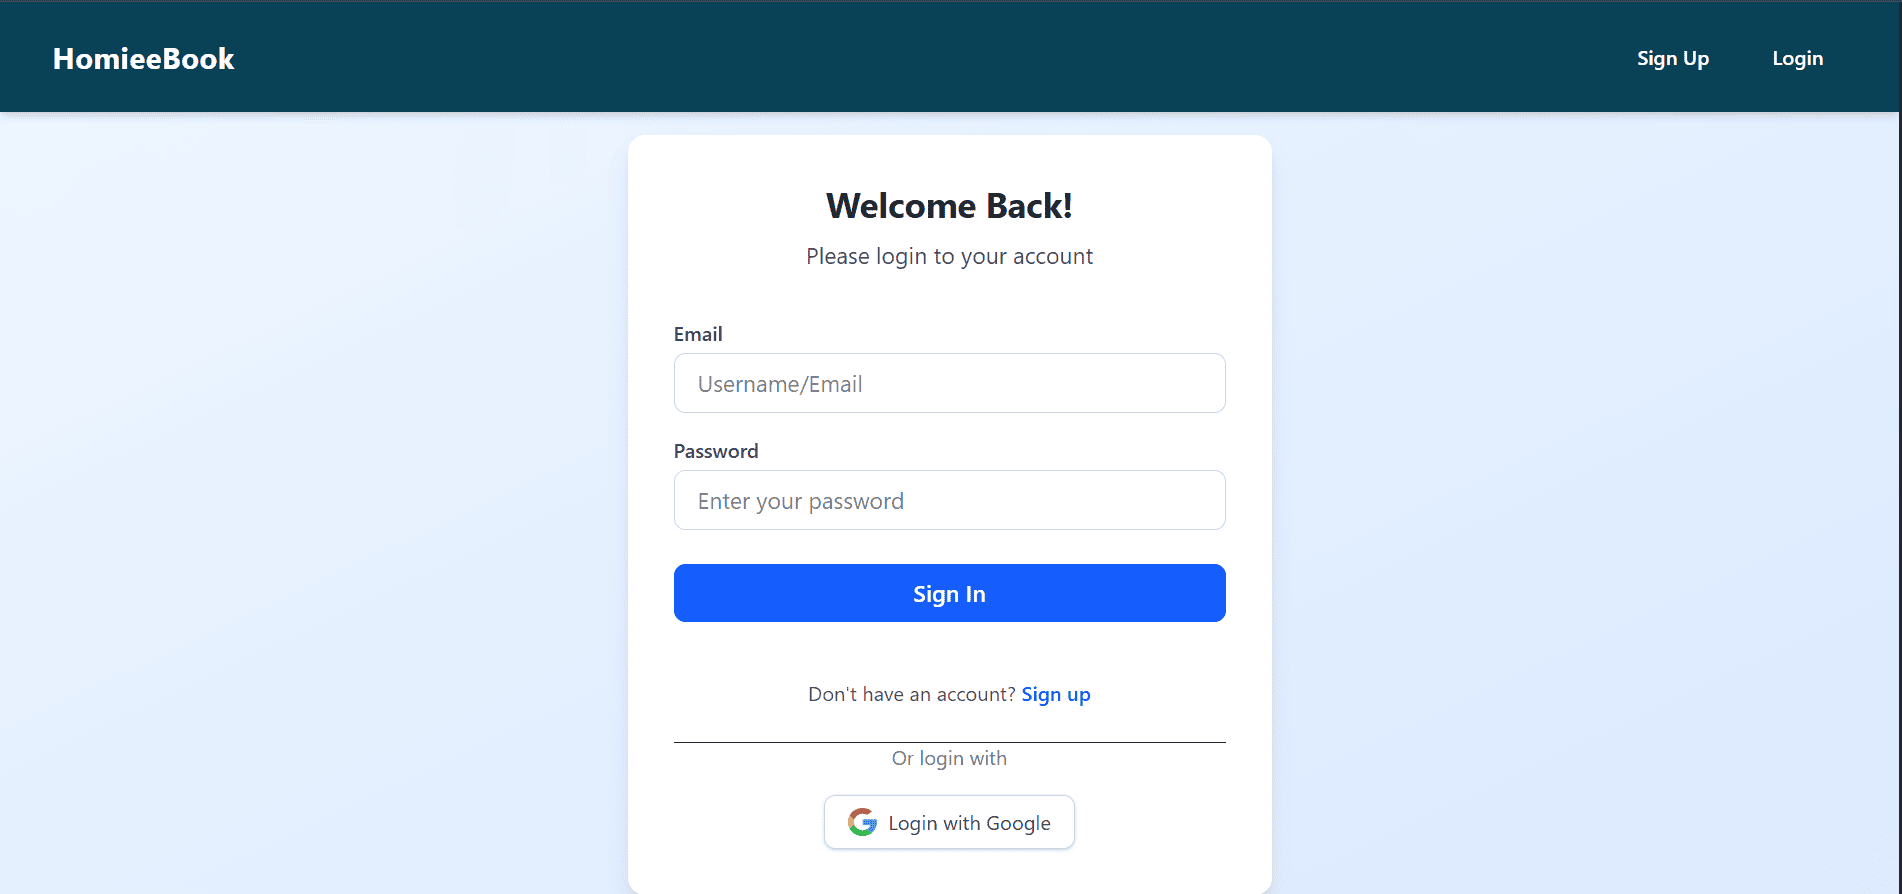 HomieeBook
Sign Up
Login
Welcome Back!
Please login to your account
Email
Username/Email
Password
Enter your password
Sign In
Don't have an account? Sign up
Or login with
Login with Google